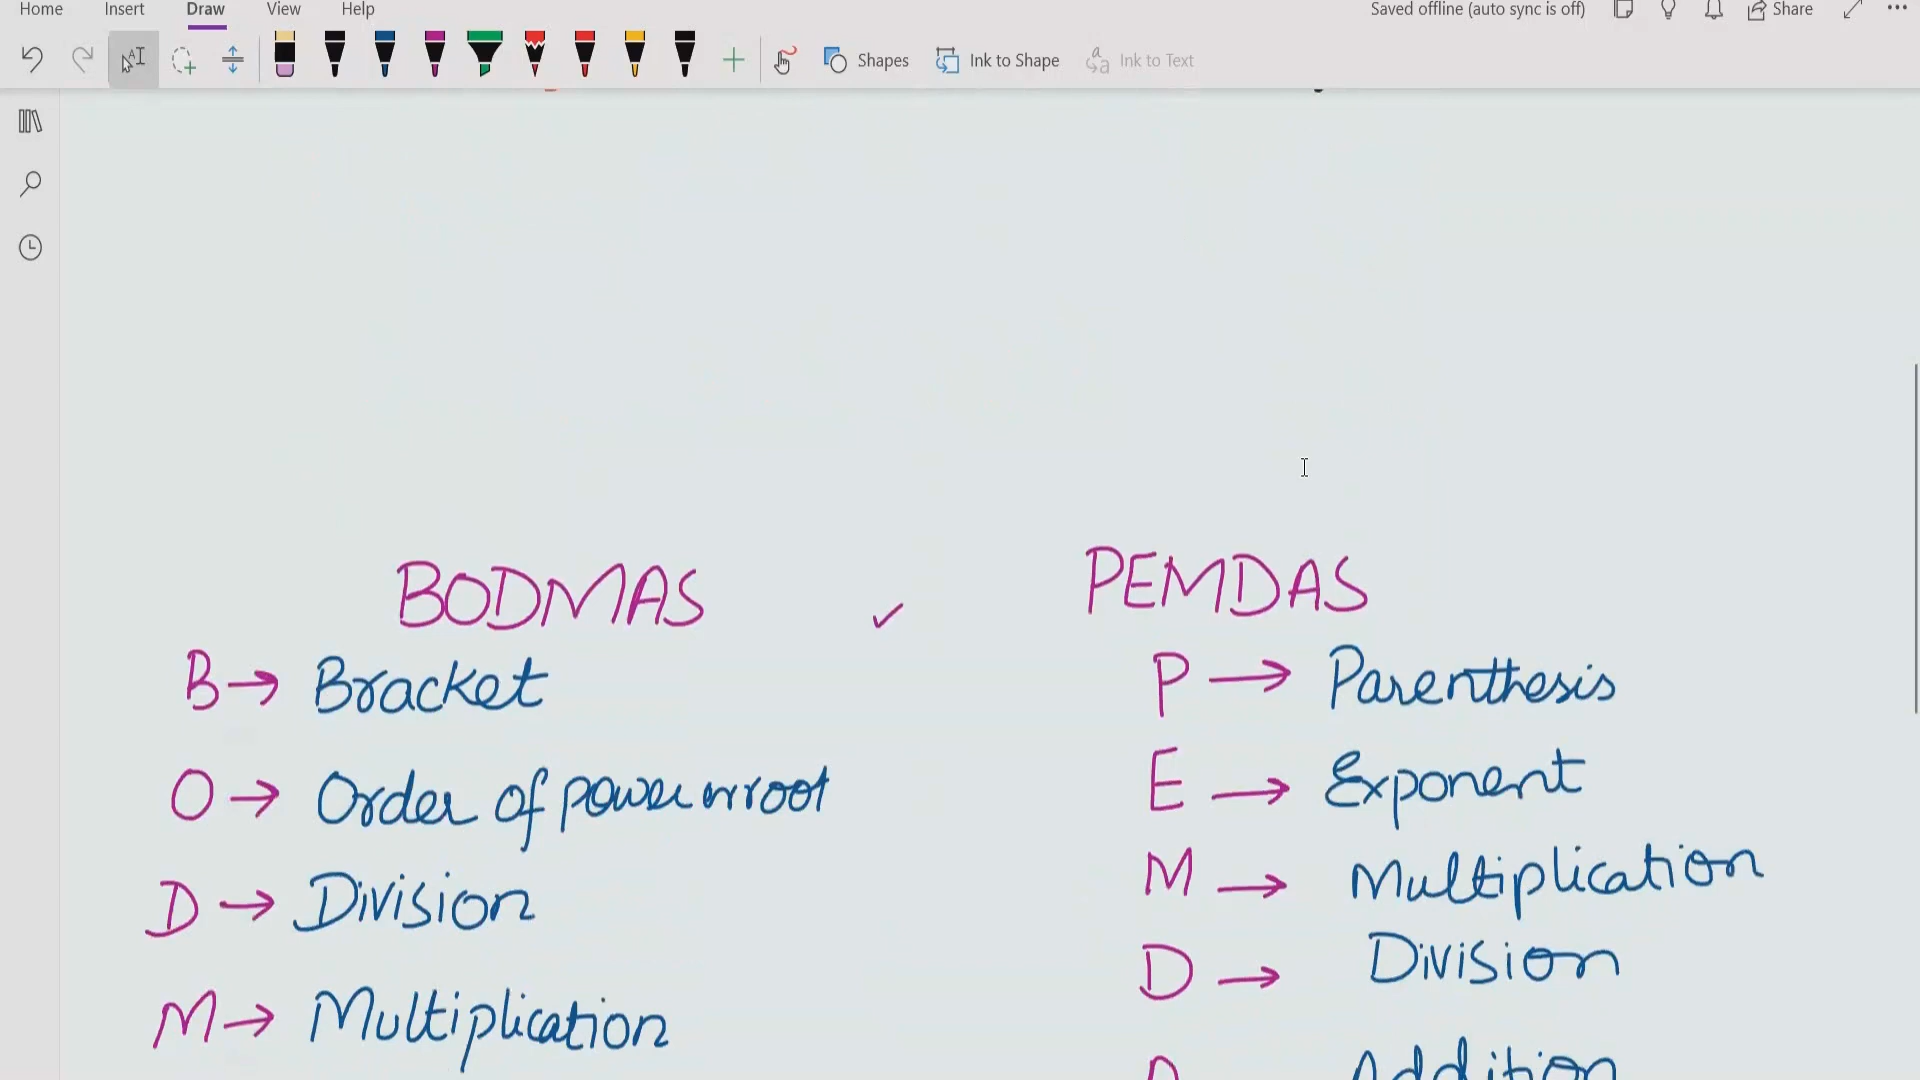 Home Insert Draw View Help Saved offline (auto sync is off) Share
Shapes Ink to Shape Ink to Text
BODMAS
B→ Bracket
O→ Order of power or root
D→ Division
M→ Multiplication
PEMDAS
P→ Parenthesis
E→ Exponent
M→ Multiplication
D→ Division
A Addition